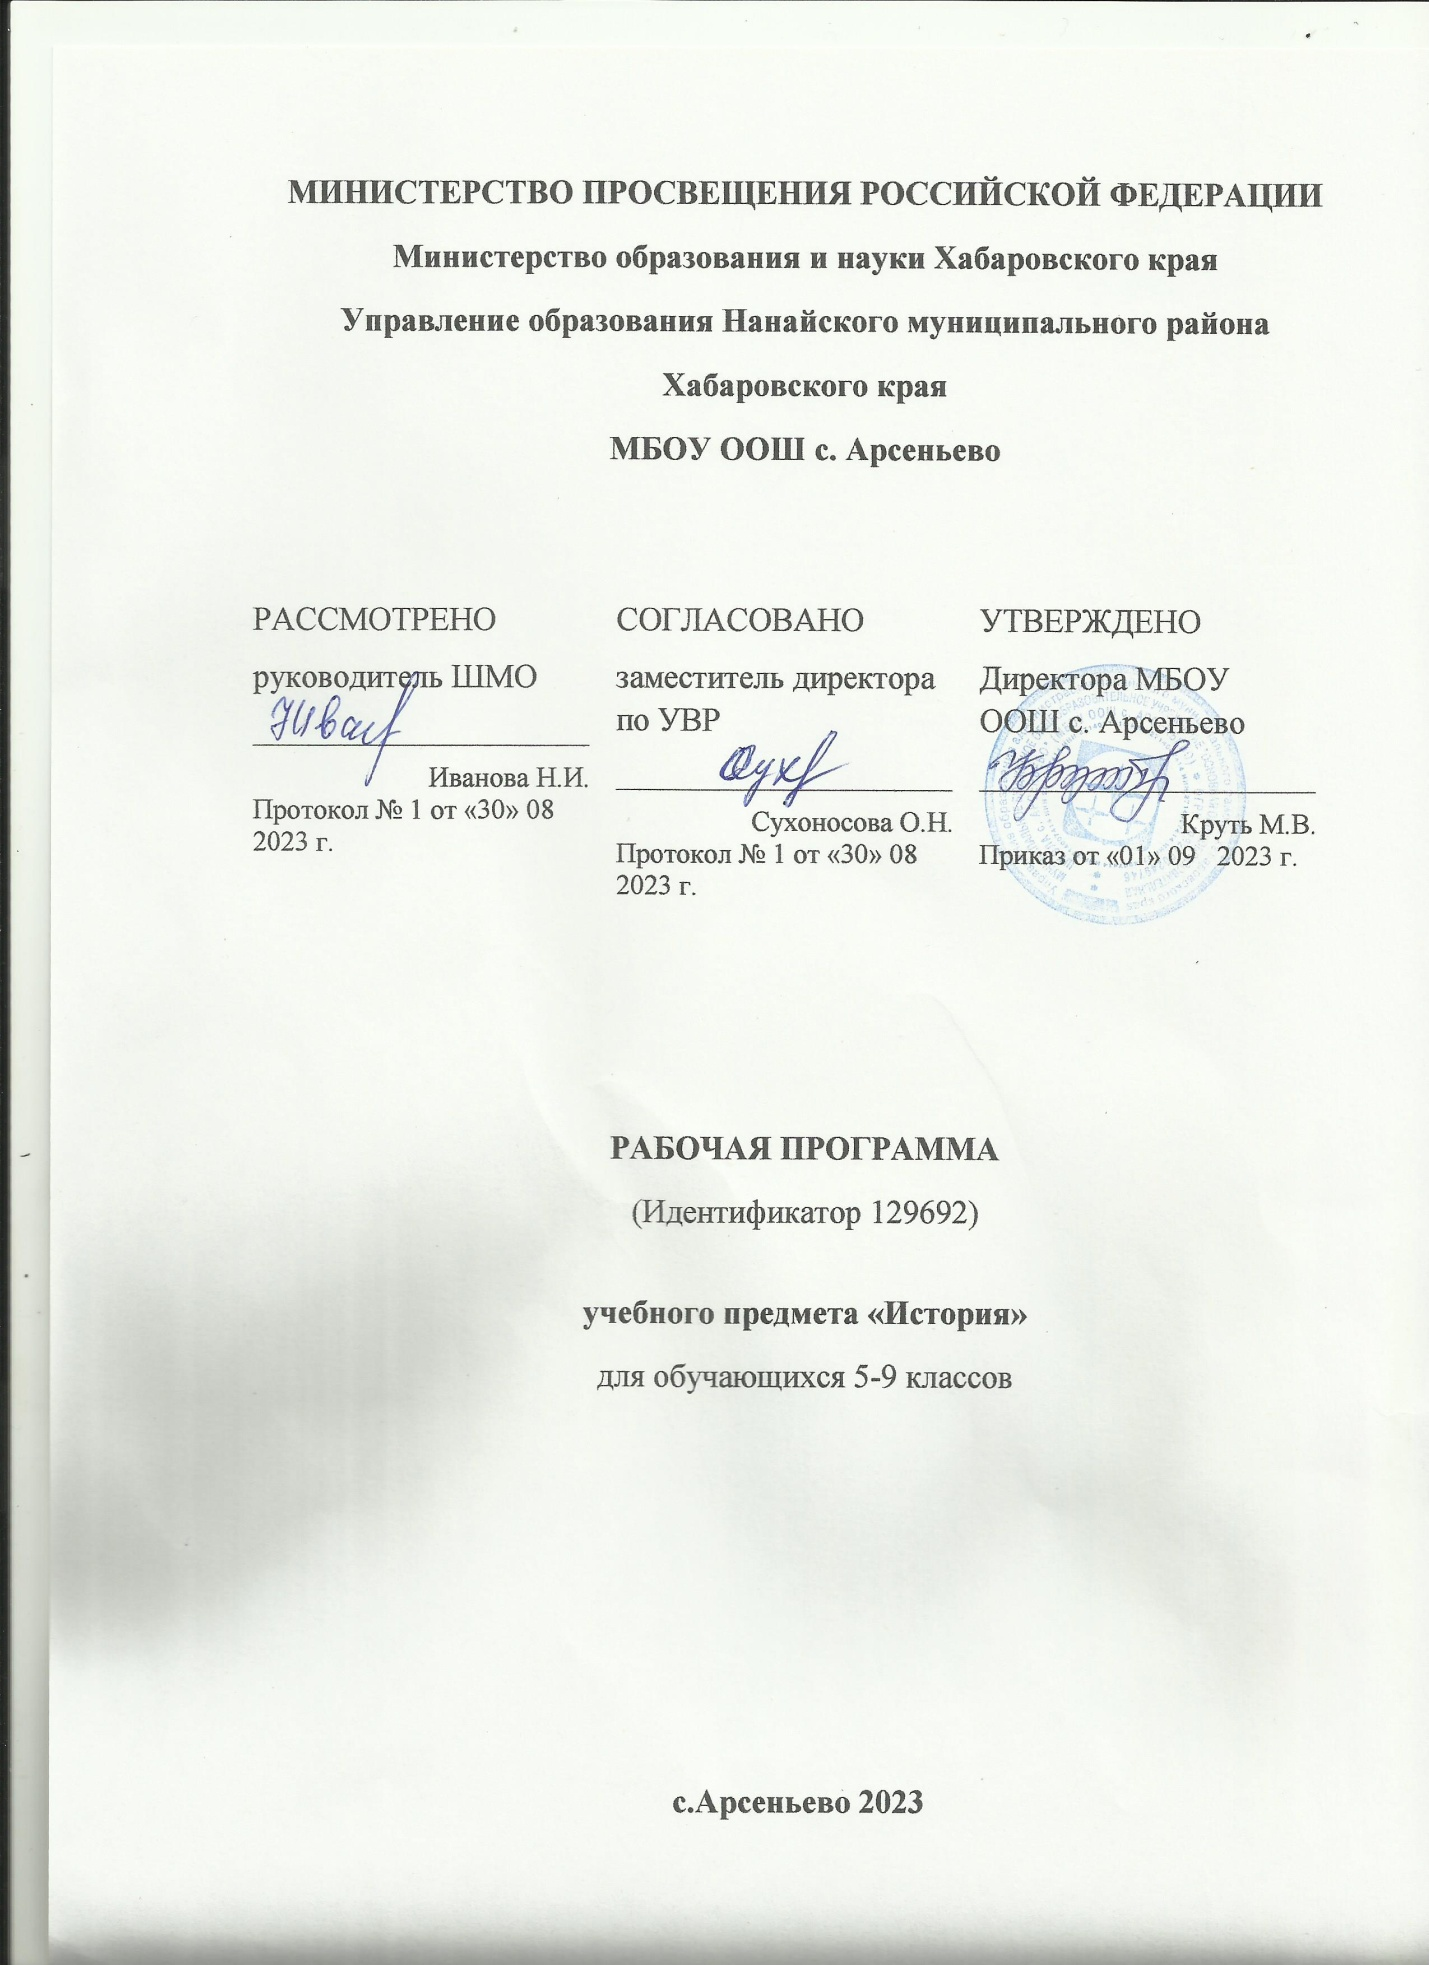 МИНИСТЕРСТВО ПРОСВЕЩЕНИЯ РОССИЙСКОЙ ФЕДЕРАЦИИ
Министерство образования и науки Хабаровского края
Управление образования Нанайского муниципального района
Хабаровского края
МБОУ ООШ с. Арсеньево
РАССМОТРЕНО
руководитель ШМО
Иванова Н.И.
Протокол № 1 от «30» 08
2023 г.
СОГЛАСОВАНО
заместитель директора
по УВР
Сухоносова О.Н.
Протокол № 1 от «30» 08
2023 г.
УТВЕРЖДЕНО
Директора МБОУ
ООШ с. Арсеньево
Круть М.В.
Приказ от «01» 09 2023 г.
РАБОЧАЯ ПРОГРАММА
(Идентификатор 129692)
учебного предмета «История»
для обучающихся 5-9 классов
с.Арсеньево 2023